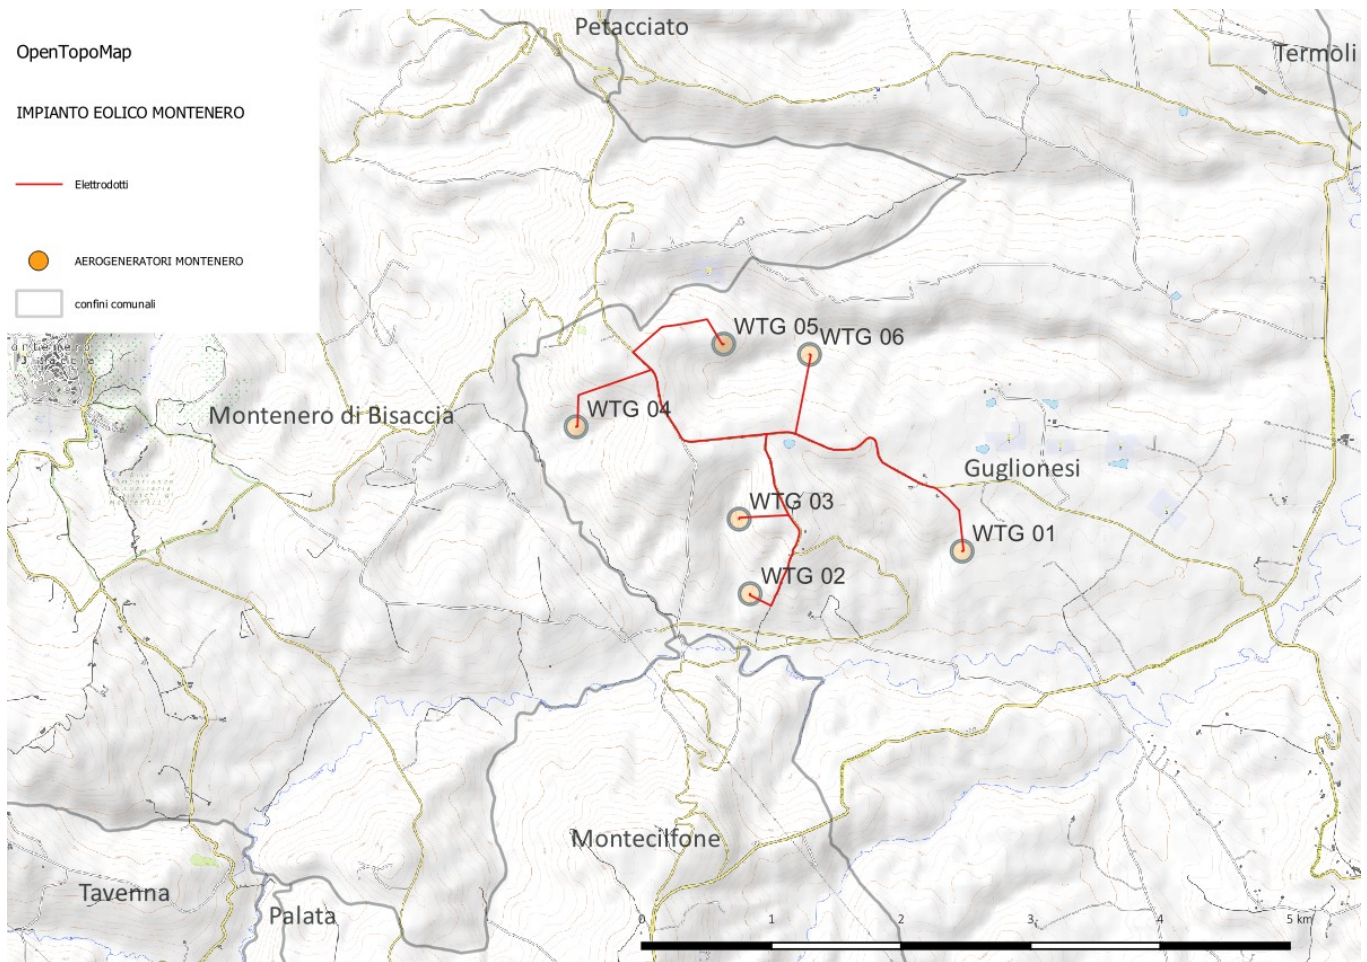 OpenTopoMap
IMPIANTO EOLICO MONTENERO
Elettrodotti
AEROGENERATORI MONTENERO
confini comunali
Petacciato
Termoli
WTG 05
WTG 06
WTG 04
Montenero di Bisaccia
Guglionesi
WTG 03
WTG 01
WTG 02
Montecilfone
Tavenna
Palata
0 1 2 3 4 5 km